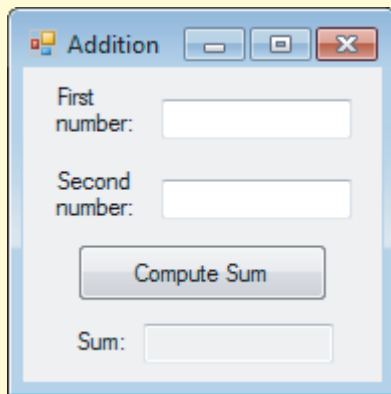 Addition
First
number:
Second
number:
Compute Sum
Sum: